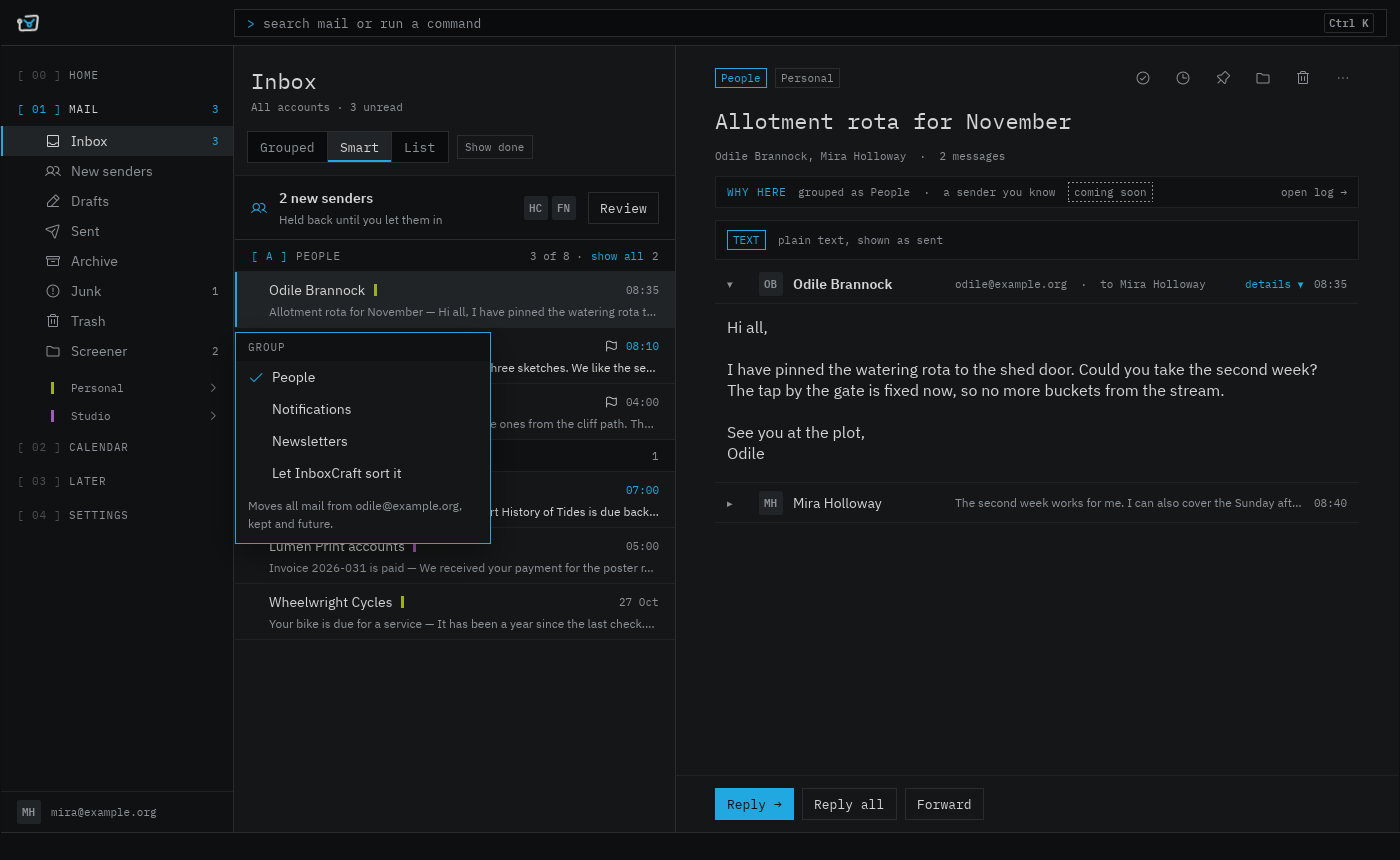 > search mail or run a command
Ctrl K
[ 00 ] HOME
[ 01 ] MAIL 3
Inbox 3
New senders
Drafts
Sent
Archive
Junk 1
Trash
Screener 2
Personal
Studio
[ 02 ] CALENDAR
[ 03 ] LATER
[ 04 ] SETTINGS
MH mira@example.org
Inbox
All accounts · 3 unread
Grouped Smart List Show done
2 new senders
Held back until you let them in
HC FN Review
[ A ] PEOPLE 3 of 8 · show all 2
Odile Brannock 08:35
Allotment rota for November — Hi all, I have pinned the watering rota t…
08:10
three sketches. We like the se…
04:00
ones from the cliff path. Th…
1
07:00
History of Tides is due back…
Lumen Print accounts 05:00
Invoice 2026-031 is paid — We received your payment for the poster r…
Wheelwright Cycles 27 Oct
Your bike is due for a service — It has been a year since the last check.…
GROUP
People
Notifications
Newsletters
Let InboxCraft sort it
Moves all mail from odile@example.org,
kept and future.
People Personal
Allotment rota for November
Odile Brannock, Mira Holloway · 2 messages
WHY HERE grouped as People · a sender you know coming soon open log →
TEXT plain text, shown as sent
▾ OB Odile Brannock odile@example.org · to Mira Holloway details ▾ 08:35
Hi all,
I have pinned the watering rota to the shed door. Could you take the second week?
The tap by the gate is fixed now, so no more buckets from the stream.
See you at the plot,
Odile
▸ MH Mira Holloway The second week works for me. I can also cover the Sunday aft… 08:40
Reply → Reply all Forward